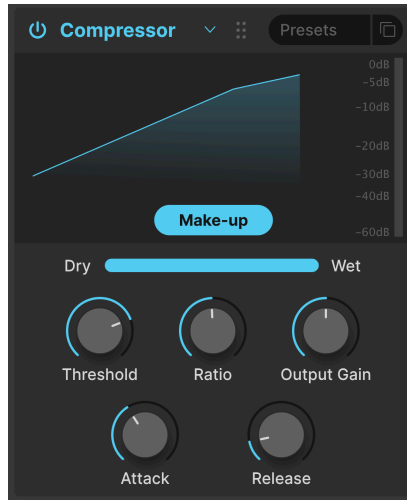 Compressor
Presets
0dB
−5dB
−10dB
−20dB
−30dB
−40dB
−60dB
Make-up
Dry
Wet
Threshold
Ratio
Output Gain
Attack
Release